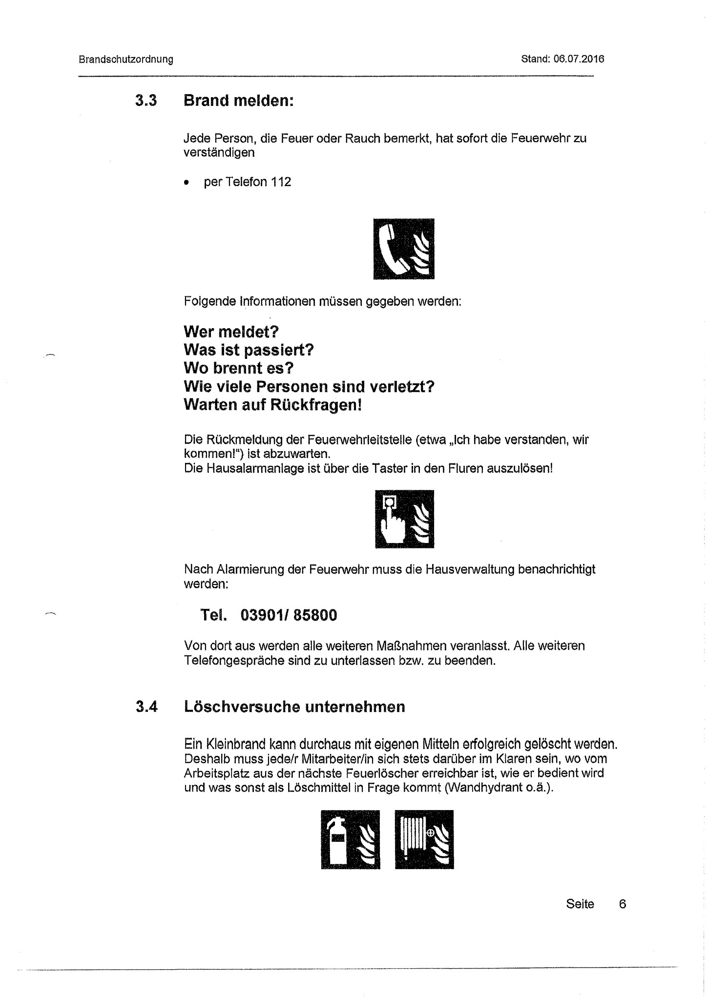 Brandschutzordnung Stand: 06.07.2016
3.3 Brand melden:
Jede Person, die Feuer oder Rauch bemerkt, hat sofort die Feuerwehr zu
verständigen
• per Telefon 112
Folgende Informationen müssen gegeben werden:
Wer meldet?
Was ist passiert?
Wo brennt es?
Wie viele Personen sind verletzt?
Warten auf Rückfragen!
Die Rückmeldung der Feuerwehrleitstelle (etwa „Ich habe verstanden, wir
kommen!“) ist abzuwarten.
Die Hausalarmanlage ist über die Taster in den Fluren auszulösen!
Nach Alarmierung der Feuerwehr muss die Hausverwaltung benachrichtigt
werden:
Tel. 03901/ 85800
Von dort aus werden alle weiteren Maßnahmen veranlasst. Alle weiteren
Telefongespräche sind zu unterlassen bzw. zu beenden.
3.4 Löschversuche unternehmen
Ein Kleinbrand kann durchaus mit eigenen Mitteln erfolgreich gelöscht werden.
Deshalb muss jede/r Mitarbeiter/in sich stets darüber im Klaren sein, wo vom
Arbeitsplatz aus der nächste Feuerlöscher erreichbar ist, wie er bedient wird
und was sonst als Löschmittel in Frage kommt (Wandhydrant o.ä.).
Seite 6